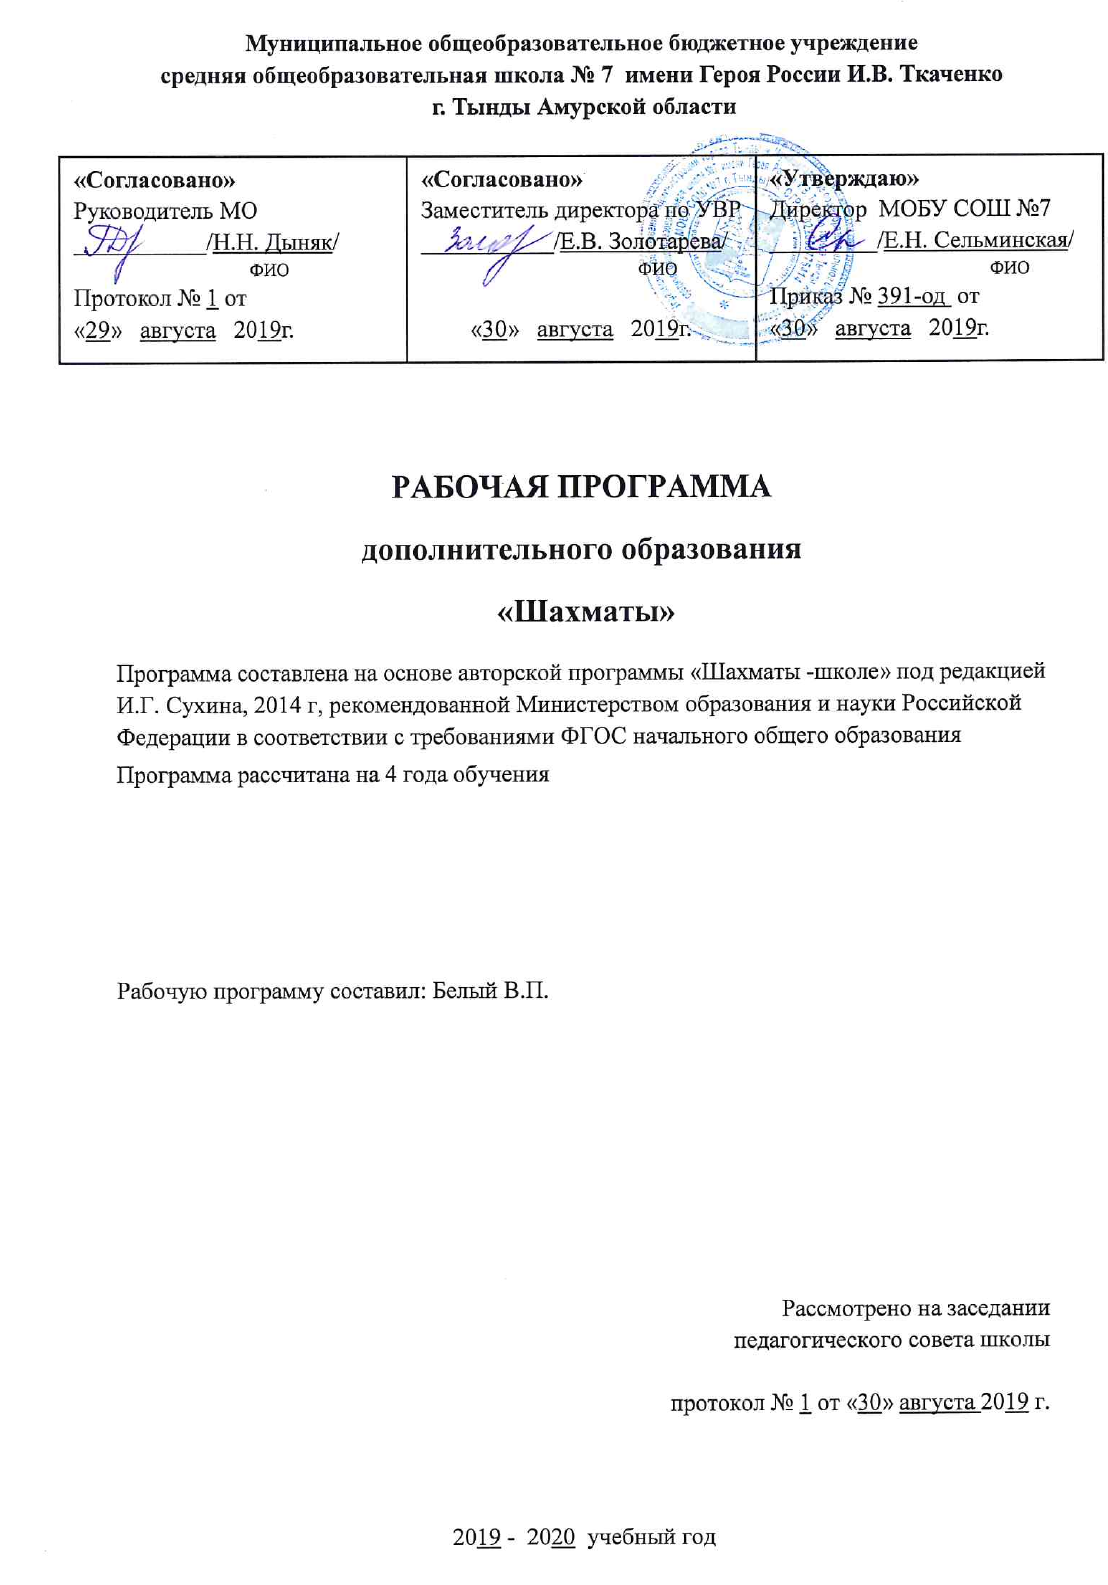 Муниципальное общеобразовательное бюджетное учреждение
средняя общеобразовательная школа № 7 имени Героя России И.В. Ткаченко
г. Тынды Амурской области
«Согласовано»
Руководитель МО
/Н.Н. Дыняк/
ФИО
Протокол № 1 от
«29» августа 2019г.
«Согласовано»
Заместитель директора по УВР
/Е.В. Золотарева/
ФИО
«30» августа 2019г.
«Утверждаю»
Директор МОБУ СОШ №7
/Е.Н. Сельминская/
ФИО
Приказ № 391-од от
«30» августа 2019г.
РАБОЧАЯ ПРОГРАММА
дополнительного образования
«Шахматы»
Программа составлена на основе авторской программы «Шахматы -школе» под редакцией
И.Г. Сухина, 2014 г, рекомендованной Министерством образования и науки Российской
Федерации в соответствии с требованиями ФГОС начального общего образования
Программа рассчитана на 4 года обучения
Рабочую программу составил: Белый В.П.
Рассмотрено на заседании
педагогического совета школы
протокол № 1 от «30» августа 2019 г.
2019 - 2020 учебный год